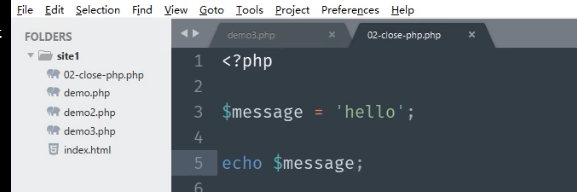 File Edit Selection Find View Goto Tools Project Preferences Help
FOLDERS
site1
02-close-php.php
demo.php
demo2.php
demo3.php
index.html
demo3.php × 02-close-php.php ×
1 <?php
2
3 $message = 'hello';
4
5 echo $message;
6